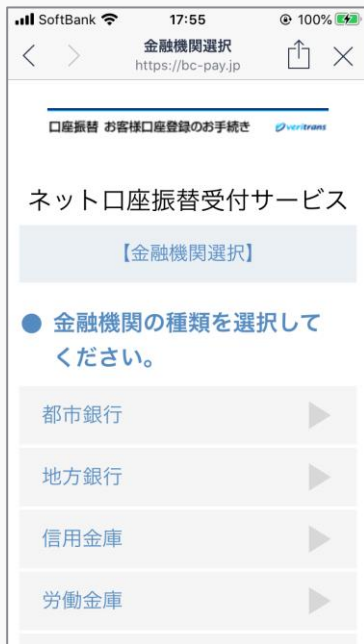 SoftBank 17:55 100%
金融機関選択
https://bc-pay.jp
口座振替 お客様口座登録のお手続き veritrans
ネット口座振替受付サービス
【金融機関選択】
● 金融機関の種類を選択して
ください。
都市銀行
地方銀行
信用金庫
労働金庫